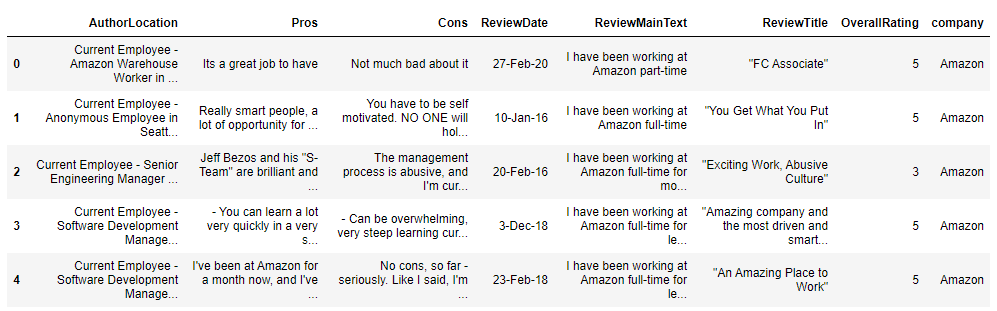 AuthorLocation Pros Cons ReviewDate ReviewMainText ReviewTitle OverallRating company
0 Current Employee - Amazon Warehouse Worker in ... Its a great job to have Not much bad about it 27-Feb-20 I have been working at Amazon part-time "FC Associate" 5 Amazon
1 Current Employee - Anonymous Employee in Seatt... Really smart people, a lot of opportunity for ... You have to be self motivated. NO ONE will hol... 10-Jan-16 I have been working at Amazon full-time "You Get What You Put In" 5 Amazon
2 Current Employee - Senior Engineering Manager ... Jeff Bezos and his "S-Team" are brilliant and ... The management process is abusive, and I'm cur... 20-Feb-16 I have been working at Amazon full-time for mo... "Exciting Work, Abusive Culture" 3 Amazon
3 Current Employee - Software Development Manage... - You can learn a lot very quickly in a very s... - Can be overwhelming, very steep learning cur... 3-Dec-18 I have been working at Amazon full-time for le... "Amazing company and the most driven and smart... 5 Amazon
4 Current Employee - Software Development Manage... I've been at Amazon for a month now, and I've ... No cons, so far - seriously. Like I said, I'm ... 23-Feb-18 I have been working at Amazon full-time for le... "An Amazing Place to Work" 5 Amazon